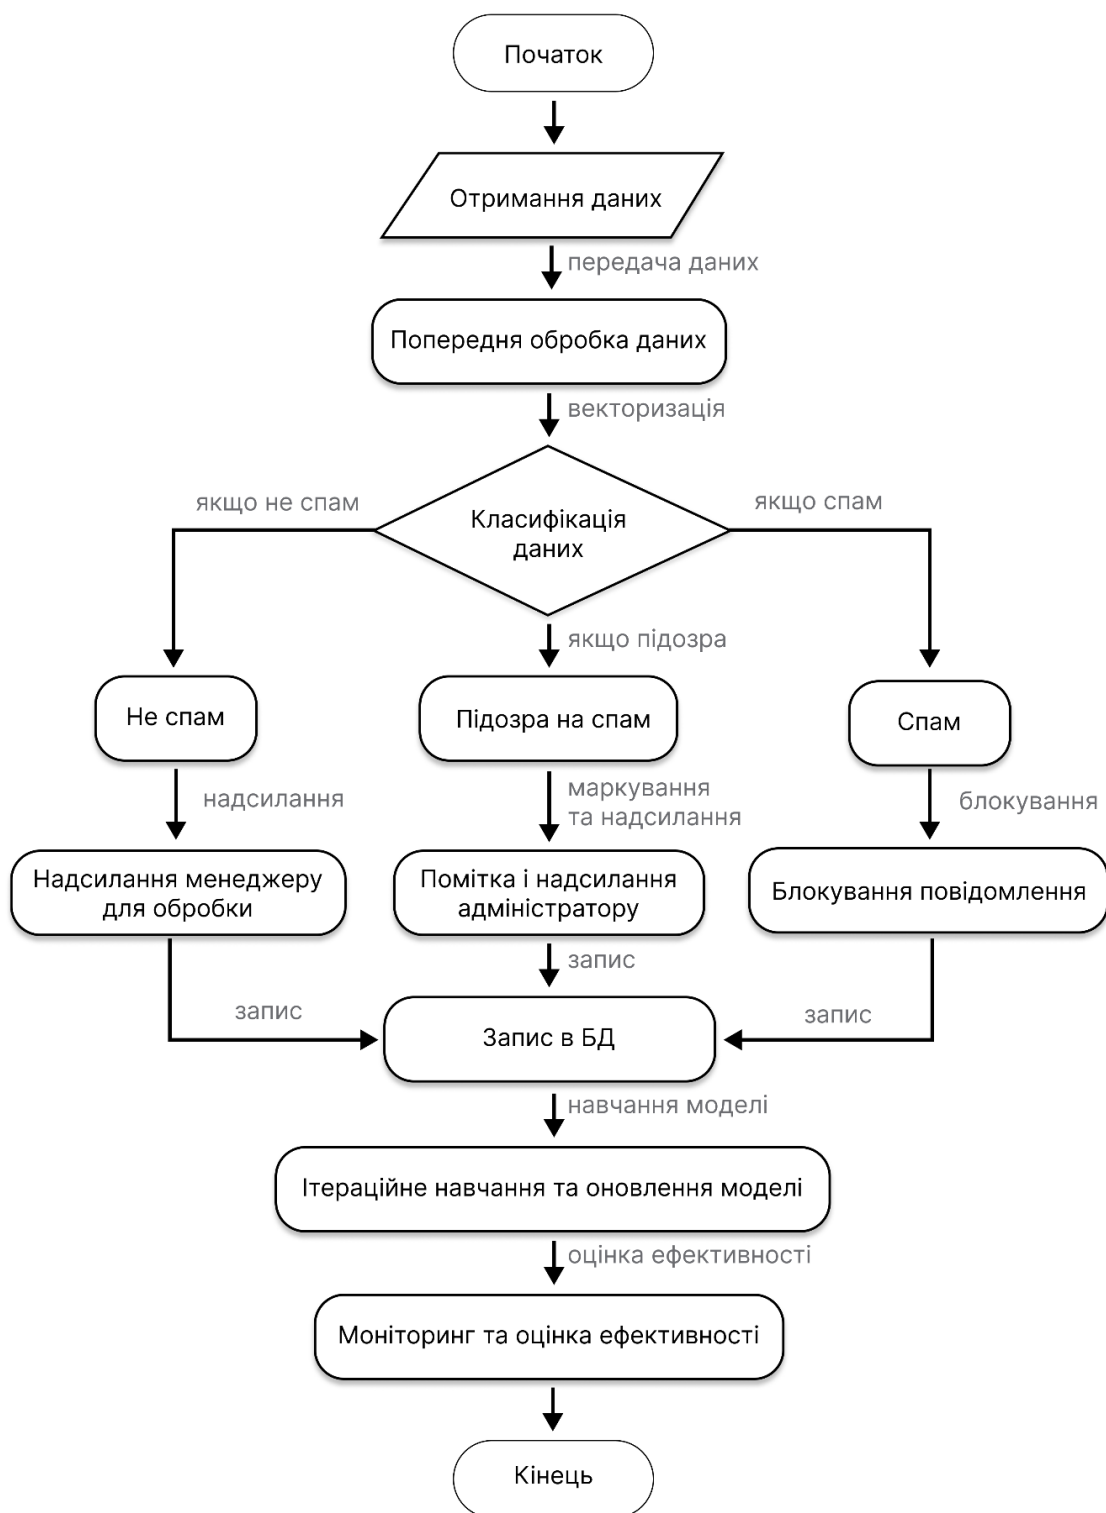 Початок
Отримання даних
передача даних
Попередня обробка даних
векторизація
якщо не спам
якщо спам
Класифікація
даних
якщо підозра
Не спам
Підозра на спам
Спам
надсилання
маркування
та надсилання
блокування
Надсилання менеджеру
для обробки
Помітка і надсилання
адміністратору
Блокування повідомлення
запис
запис
запис
Запис в БД
навчання моделі
Ітераційне навчання та оновлення моделі
оцінка ефективності
Моніторинг та оцінка ефективності
Кінець